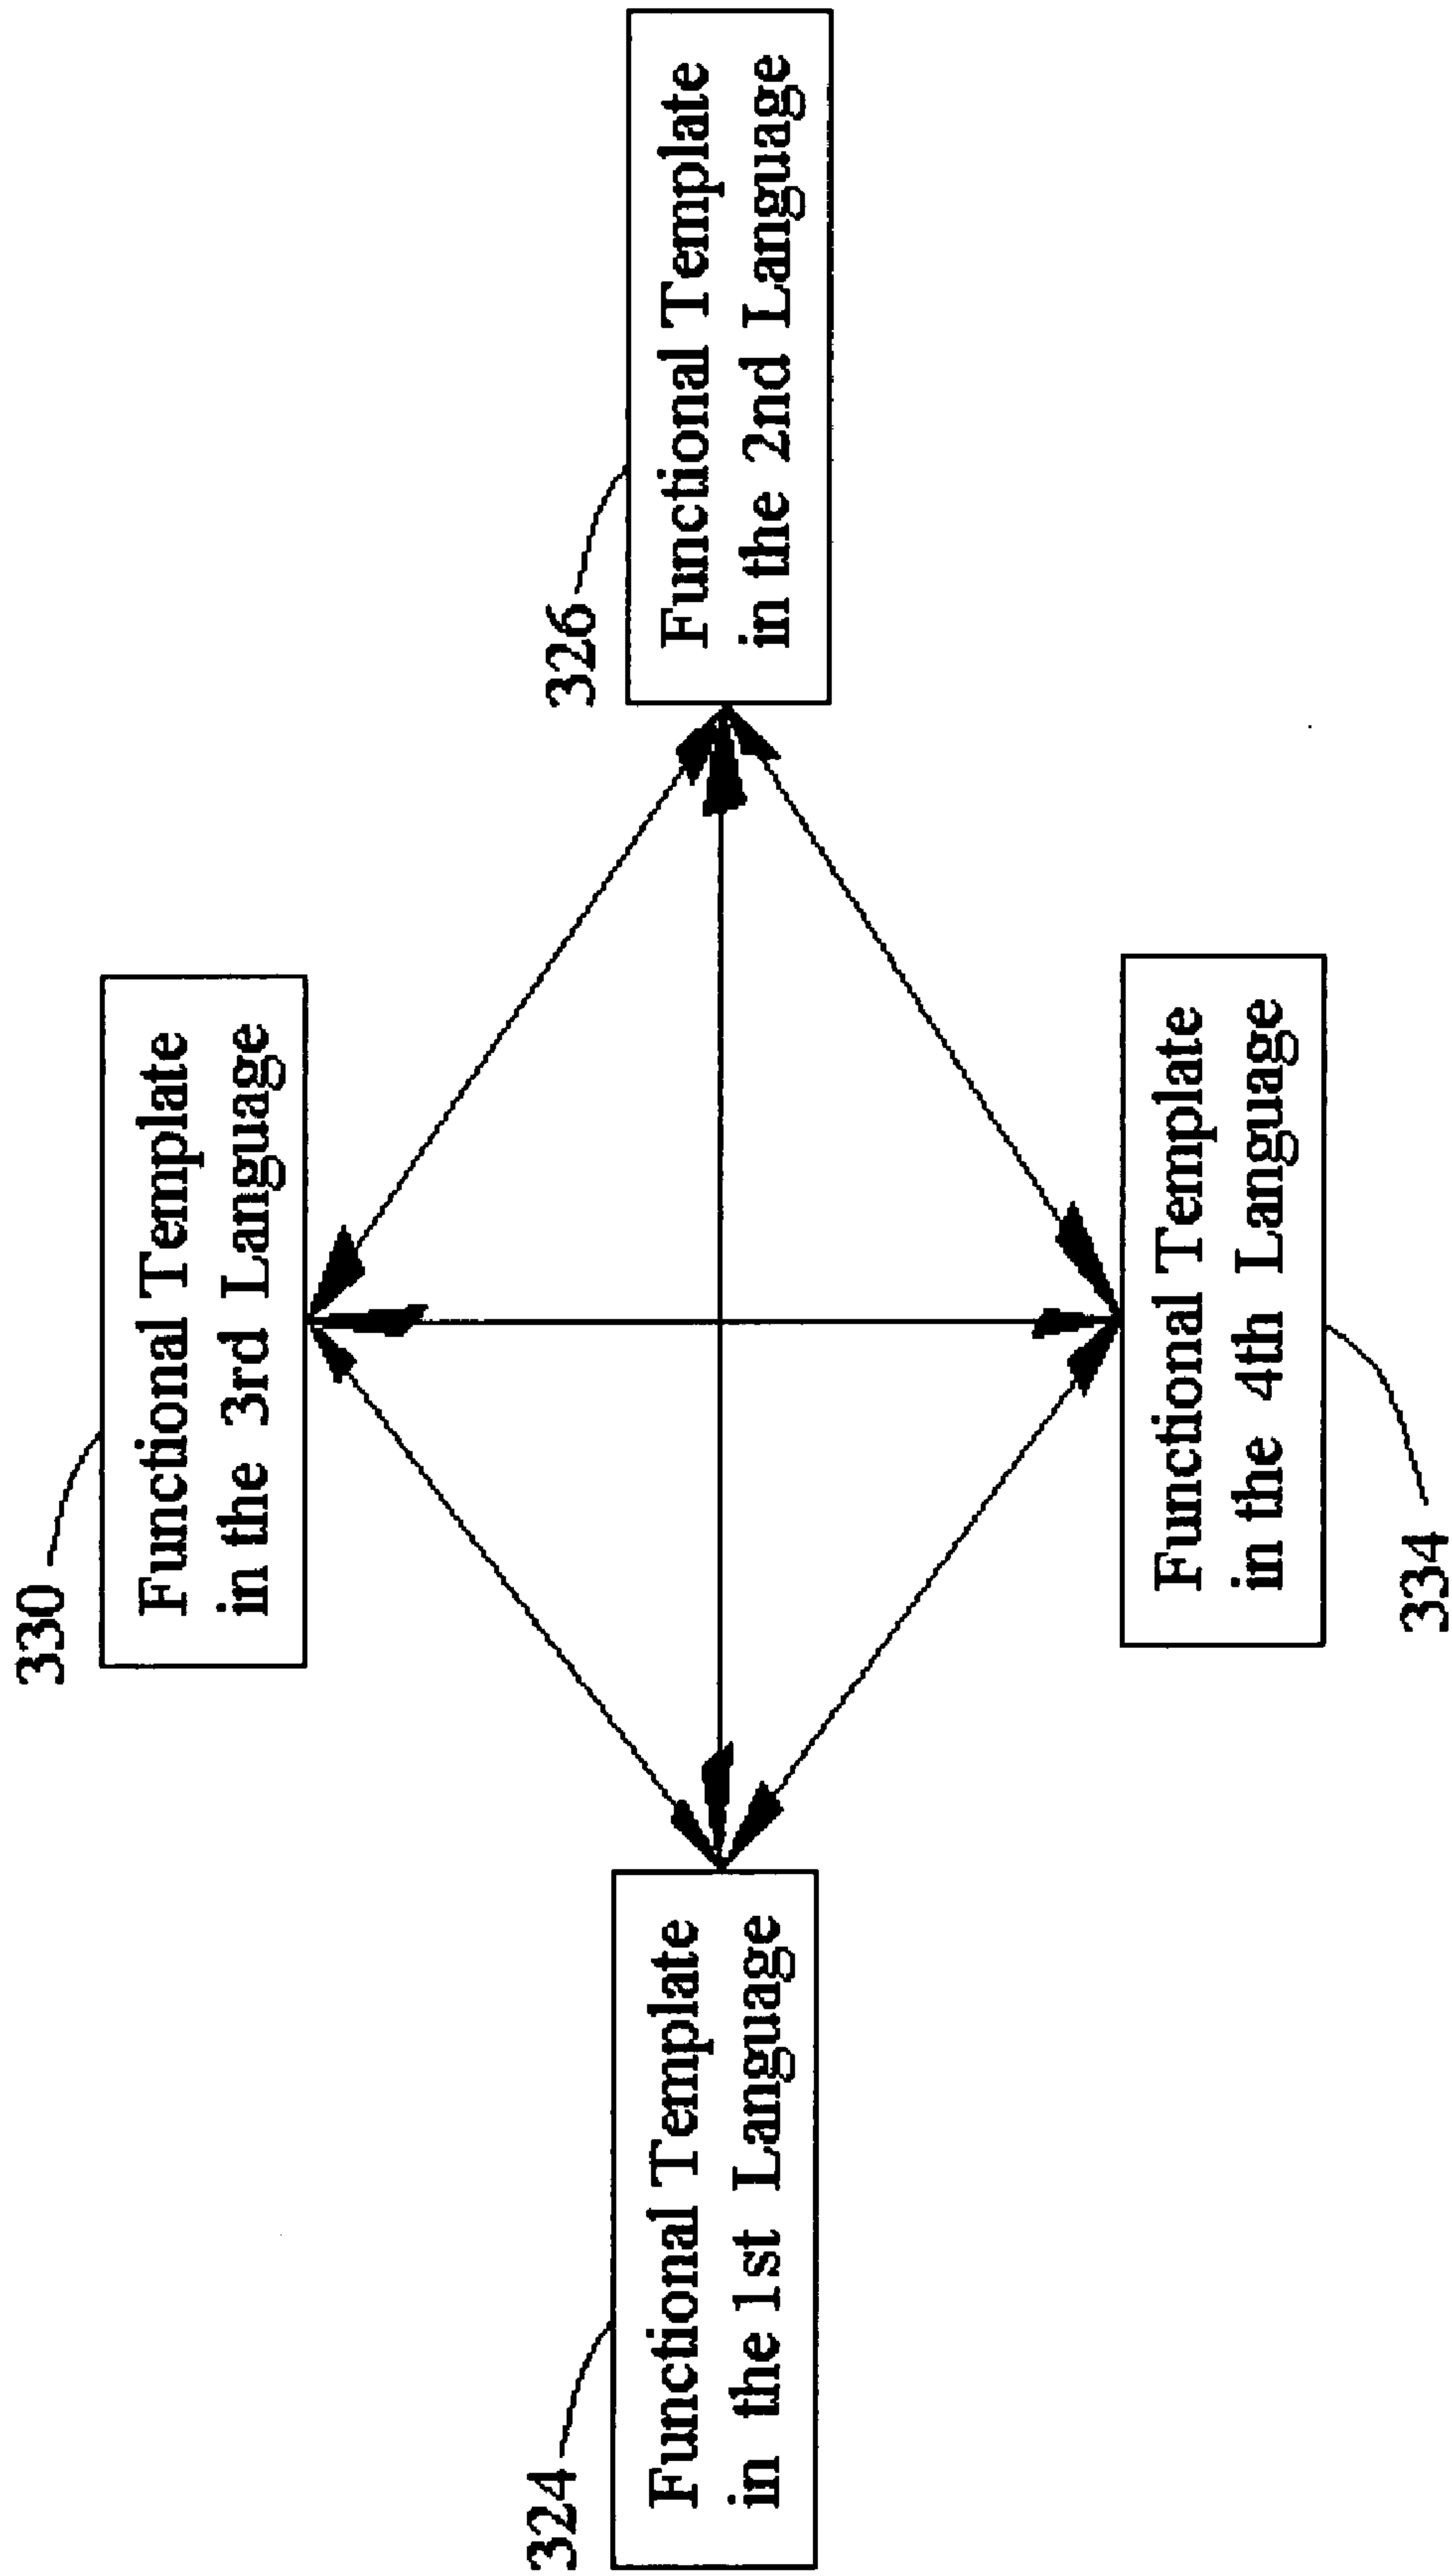 330
Functional Template
in the 3rd Language
324
Functional Template
in the 1st Language
326
Functional Template
in the 2nd Language
Functional Template
in the 4th Language
334